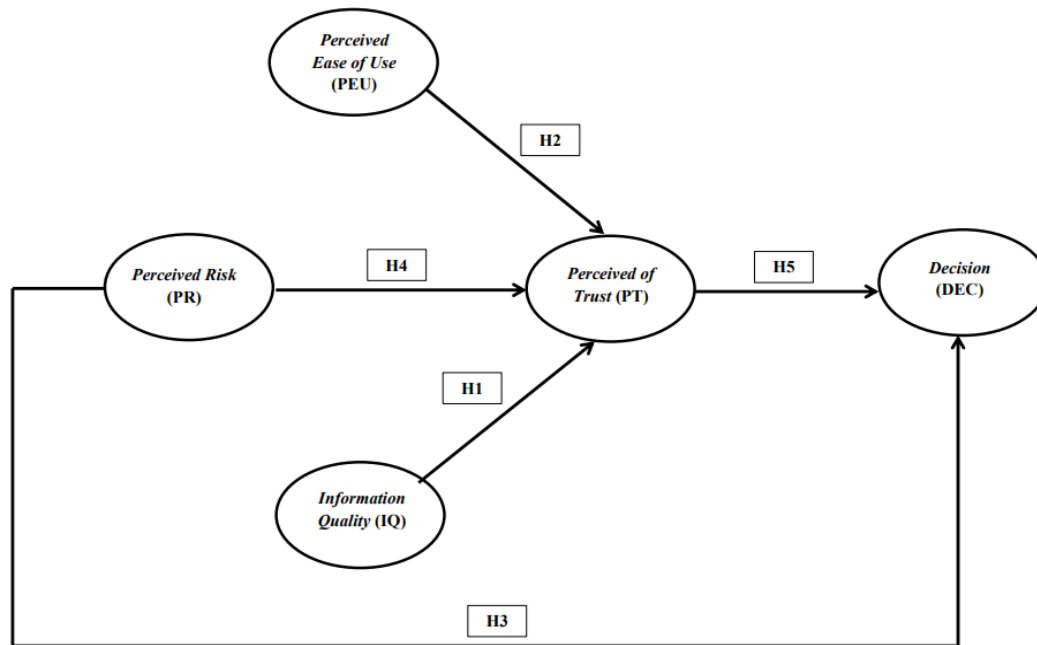 Perceived
Ease of Use
(PEU)
H2
Perceived Risk
(PR)
H4
Perceived of
Trust (PT)
H5
Decision
(DEC)
H1
Information
Quality (IQ)
H3